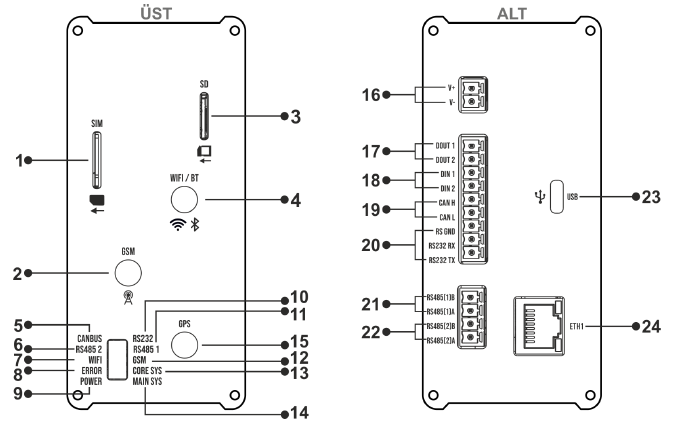 ÜST
SD
3
SIM
1
WIFI / BT
4
GSM
2
10
11
5
CANBUS
RS232
6
RS485 2
RS485 1
GPS
15
7
WIFI
GSM
12
8
ERROR
CORE SYS
13
9
POWER
MAIN SYS
14
ALT
16
V+
V-
17
DOUT 1
DOUT 2
18
DIN 1
DIN 2
19
CAN H
CAN L
20
RS GND
RS232 RX
RS232 TX
USB
23
21
RS485(1)B
RS485(1)A
22
RS485(2)B
RS485(2)A
ETH1
24